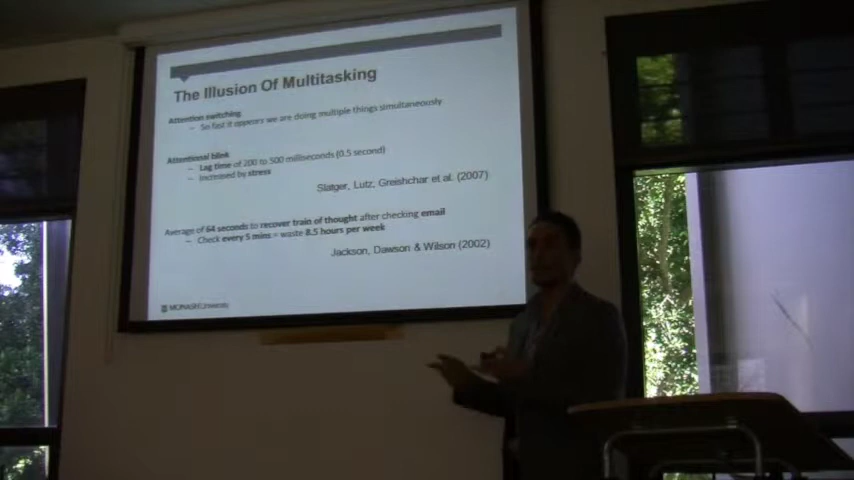 The Illusion Of Multitasking
Attention switching
– So fast it appears we are doing multiple things simultaneously
Attentional blink
– Lag time of 200 to 500 milliseconds (0.5 second)
– Increased by stress
Slatger, Lutz, Greishchar et al. (2007)
Average of 64 seconds to recover train of thought after checking email
– Check every 5 mins = waste 8.5 hours per week
Jackson, Dawson & Wilson (2002)
MONASH University